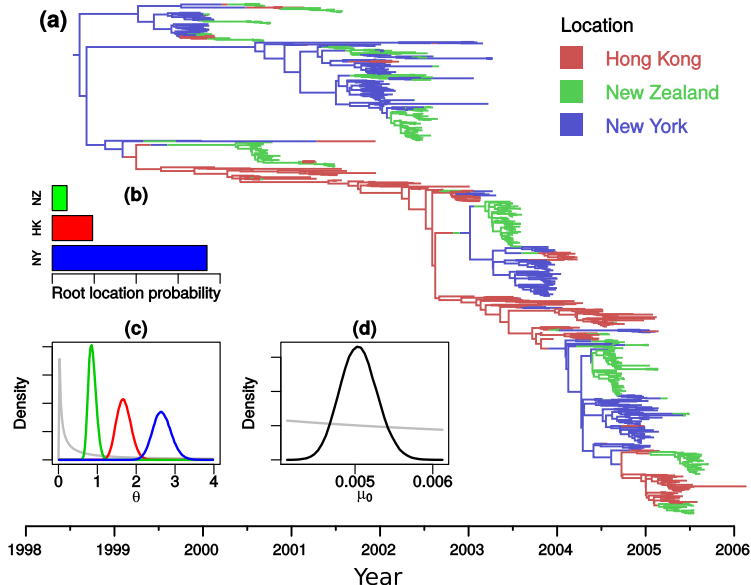 (a)
Location
Hong Kong
New Zealand
New York
(b)
NZ
HK
NY
Root location probability
(c)
(d)
Density
Density
0 1 2 3 4
θ
0.005 0.006
μ₀
1998 1999 2000 2001 2002 2003 2004 2005 2006
Year